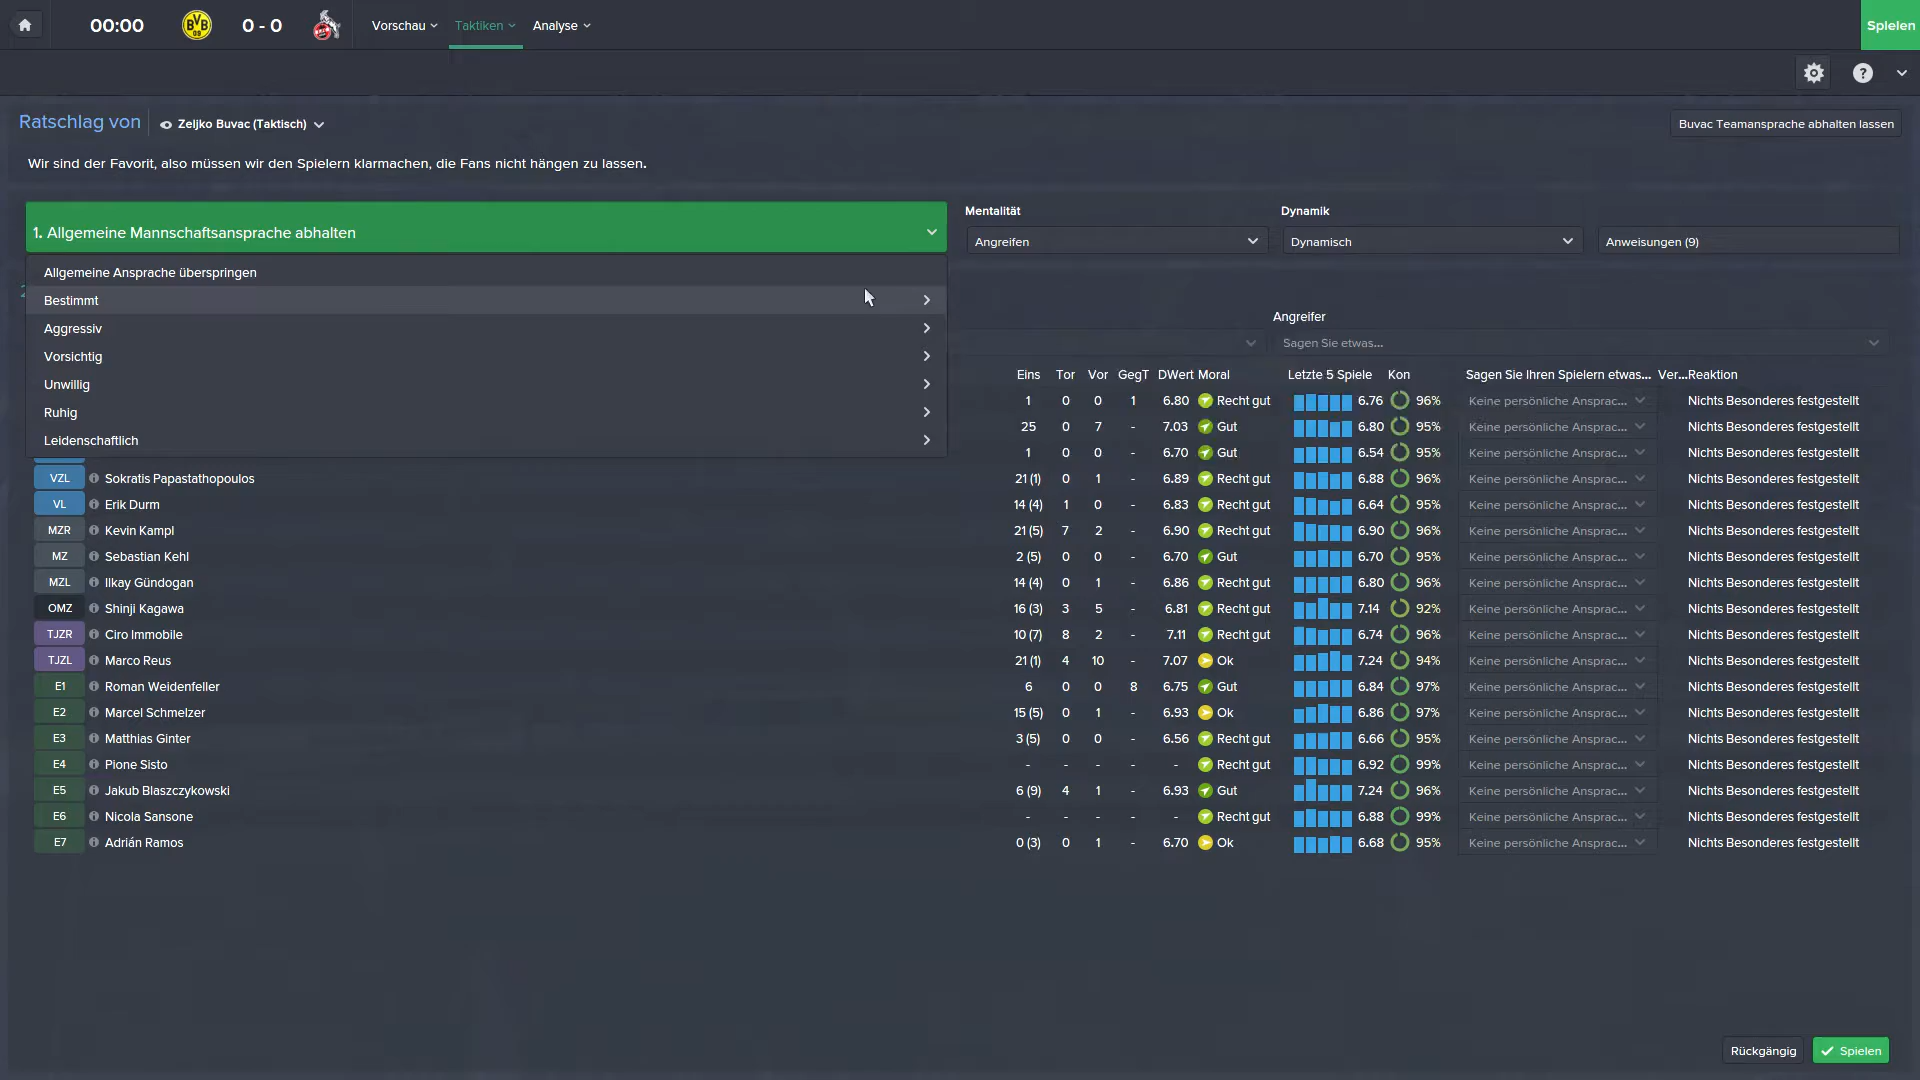 00:00 0 - 0 Vorschau Taktiken Analyse Spielen
Ratschlag von Zeljko Buvac (Taktisch) Buvac Teamansprache abhalten lassen
Wir sind der Favorit, also müssen wir den Spielern klarmachen, die Fans nicht hängen zu lassen.
Mentalität Dynamik
1. Allgemeine Mannschaftsansprache abhalten
Angreifen Dynamisch Anweisungen (9)
Allgemeine Ansprache überspringen
Bestimmt
Aggressiv
Vorsichtig
Unwillig
Ruhig
Leidenschaftlich
Angreifer
Sagen Sie etwas...
Eins Tor Vor GegT DWert Moral Letzte 5 Spiele Kon Sagen Sie Ihren Spielern etwas... Ver... Reaktion
1 0 0 1 6.80 Recht gut 6.76 96% Keine persönliche Ansprac... Nichts Besonderes festgestellt
25 0 7 - 7.03 Gut 6.80 95% Keine persönliche Ansprac... Nichts Besonderes festgestellt
1 0 0 - 6.70 Gut 6.54 95% Keine persönliche Ansprac... Nichts Besonderes festgestellt
VZL Sokratis Papastathopoulos 21 (1) 0 1 - 6.89 Recht gut 6.88 96% Keine persönliche Ansprac... Nichts Besonderes festgestellt
VL Erik Durm 14 (4) 1 0 - 6.83 Recht gut 6.64 95% Keine persönliche Ansprac... Nichts Besonderes festgestellt
MZR Kevin Kampl 21 (5) 7 2 - 6.90 Recht gut 6.90 96% Keine persönliche Ansprac... Nichts Besonderes festgestellt
MZ Sebastian Kehl 2 (5) 0 0 - 6.70 Gut 6.70 95% Keine persönliche Ansprac... Nichts Besonderes festgestellt
MZL Ilkay Gündogan 14 (4) 0 1 - 6.86 Recht gut 6.80 96% Keine persönliche Ansprac... Nichts Besonderes festgestellt
OMZ Shinji Kagawa 16 (3) 3 5 - 6.81 Recht gut 7.14 92% Keine persönliche Ansprac... Nichts Besonderes festgestellt
TJZR Ciro Immobile 10 (7) 8 2 - 7.11 Recht gut 6.74 96% Keine persönliche Ansprac... Nichts Besonderes festgestellt
TJZL Marco Reus 21 (1) 4 10 - 7.07 Ok 7.24 94% Keine persönliche Ansprac... Nichts Besonderes festgestellt
E1 Roman Weidenfeller 6 0 0 8 6.75 Gut 6.84 97% Keine persönliche Ansprac... Nichts Besonderes festgestellt
E2 Marcel Schmelzer 15 (5) 0 1 - 6.93 Ok 6.86 97% Keine persönliche Ansprac... Nichts Besonderes festgestellt
E3 Matthias Ginter 3 (5) 0 0 - 6.56 Recht gut 6.66 95% Keine persönliche Ansprac... Nichts Besonderes festgestellt
E4 Pione Sisto - - - - - Recht gut 6.92 99% Keine persönliche Ansprac... Nichts Besonderes festgestellt
E5 Jakub Blaszczykowski 6 (9) 4 1 - 6.93 Gut 7.24 96% Keine persönliche Ansprac... Nichts Besonderes festgestellt
E6 Nicola Sansone - - - - - Recht gut 6.88 99% Keine persönliche Ansprac... Nichts Besonderes festgestellt
E7 Adrián Ramos 0 (3) 0 1 - 6.70 Ok 6.68 95% Keine persönliche Ansprac... Nichts Besonderes festgestellt
Rückgängig Spielen